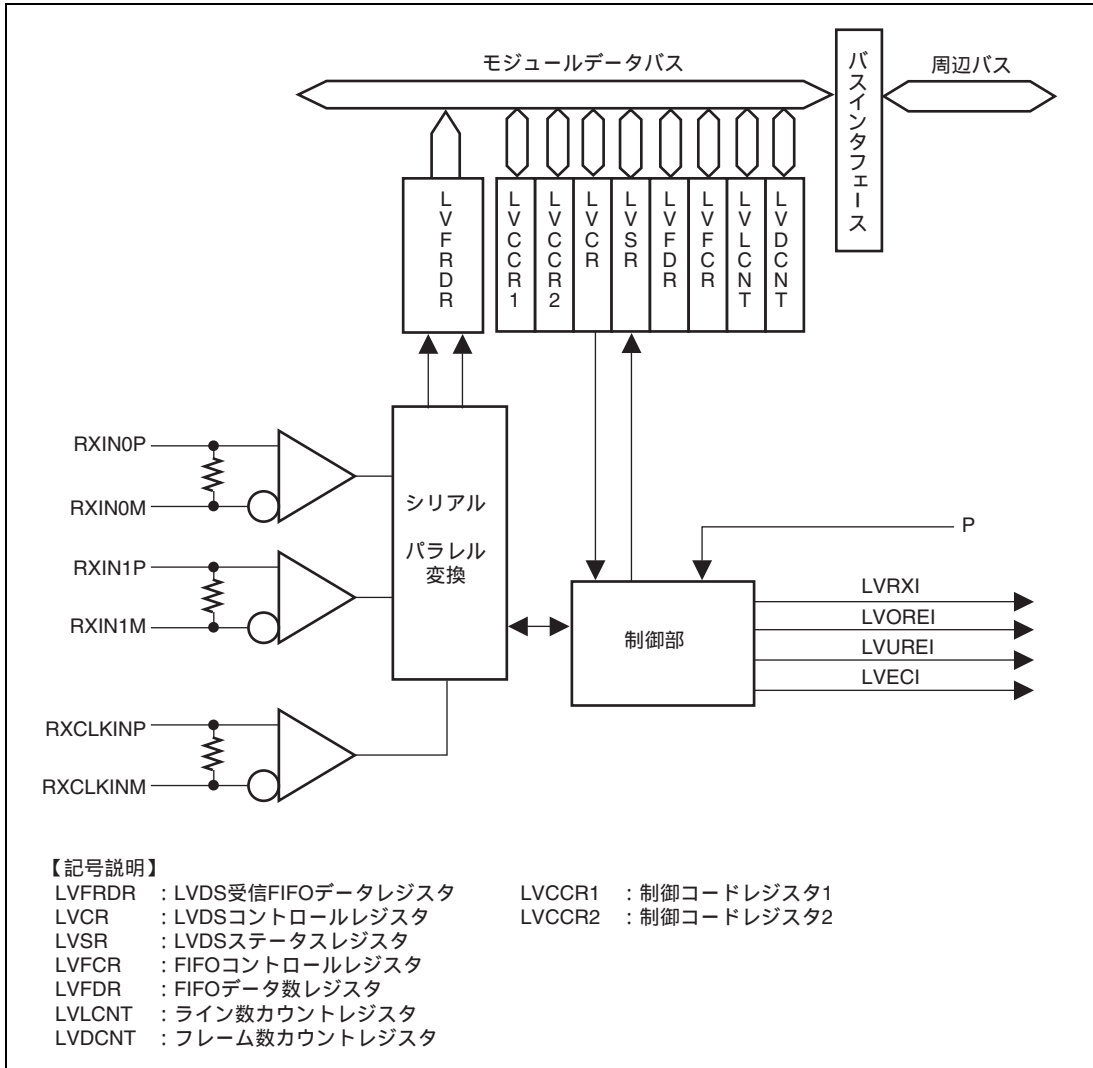 モジュールデータバス
バスインタフェース
周辺バス
LVFRDR
LVCCR1
LVCCR2
LVCR
LVSR
LVFDR
LVFCR
LVLCNT
LVDCNT
RXIN0P
RXIN0M
RXIN1P
RXIN1M
RXCLKINP
RXCLKINM
シリアル
パラレル
変換
制御部
P
LVRXI
LVOREI
LVUREI
LVECI
【記号説明】
LVFRDR :LVDS受信FIFOデータレジスタ
LVCR :LVDSコントロールレジスタ
LVSR :LVDSステータスレジスタ
LVFCR :FIFOコントロールレジスタ
LVFDR :FIFOデータ数レジスタ
LVLCNT :ライン数カウントレジスタ
LVDCNT :フレーム数カウントレジスタ
LVCCR1 :制御コードレジスタ1
LVCCR2 :制御コードレジスタ2